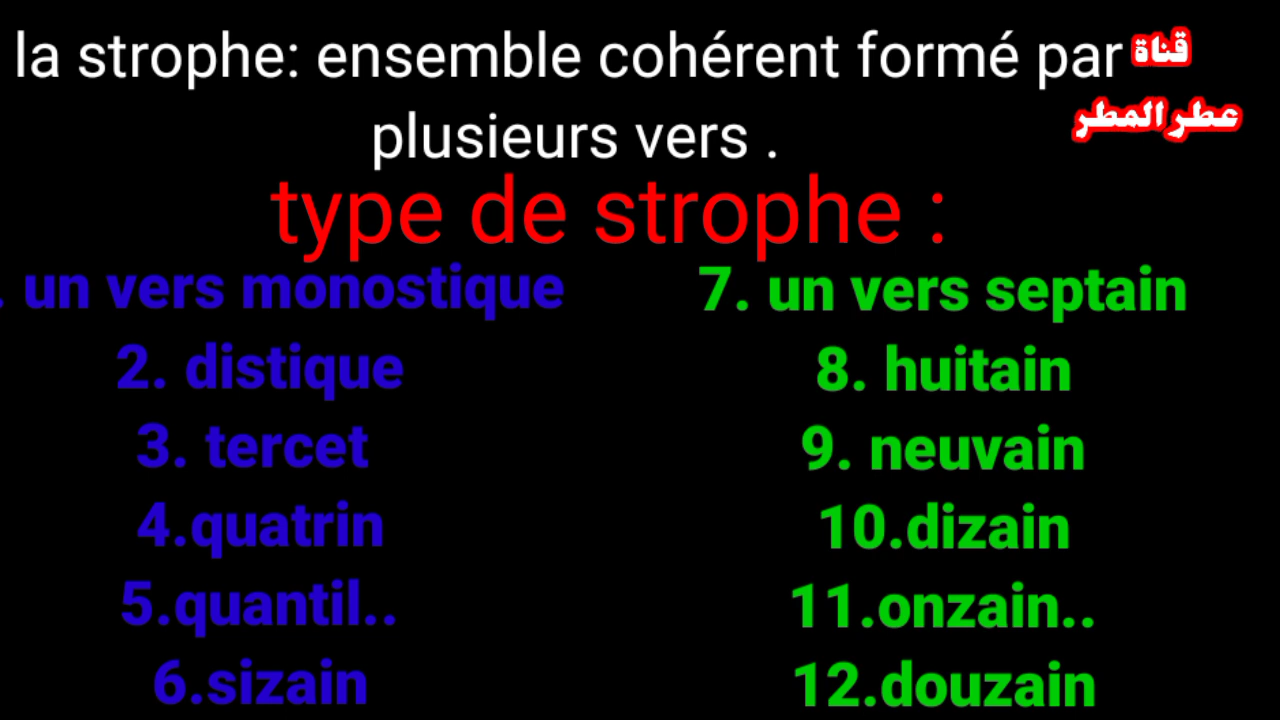 la strophe: ensemble cohérent formé par
plusieurs vers .
قناة
عطر المطر
type de strophe :
. un vers monostique
2. distique
3. tercet
4.quatrin
5.quantil..
6.sizain
7. un vers septain
8. huitain
9. neuvain
10.dizain
11.onzain..
12.douzain